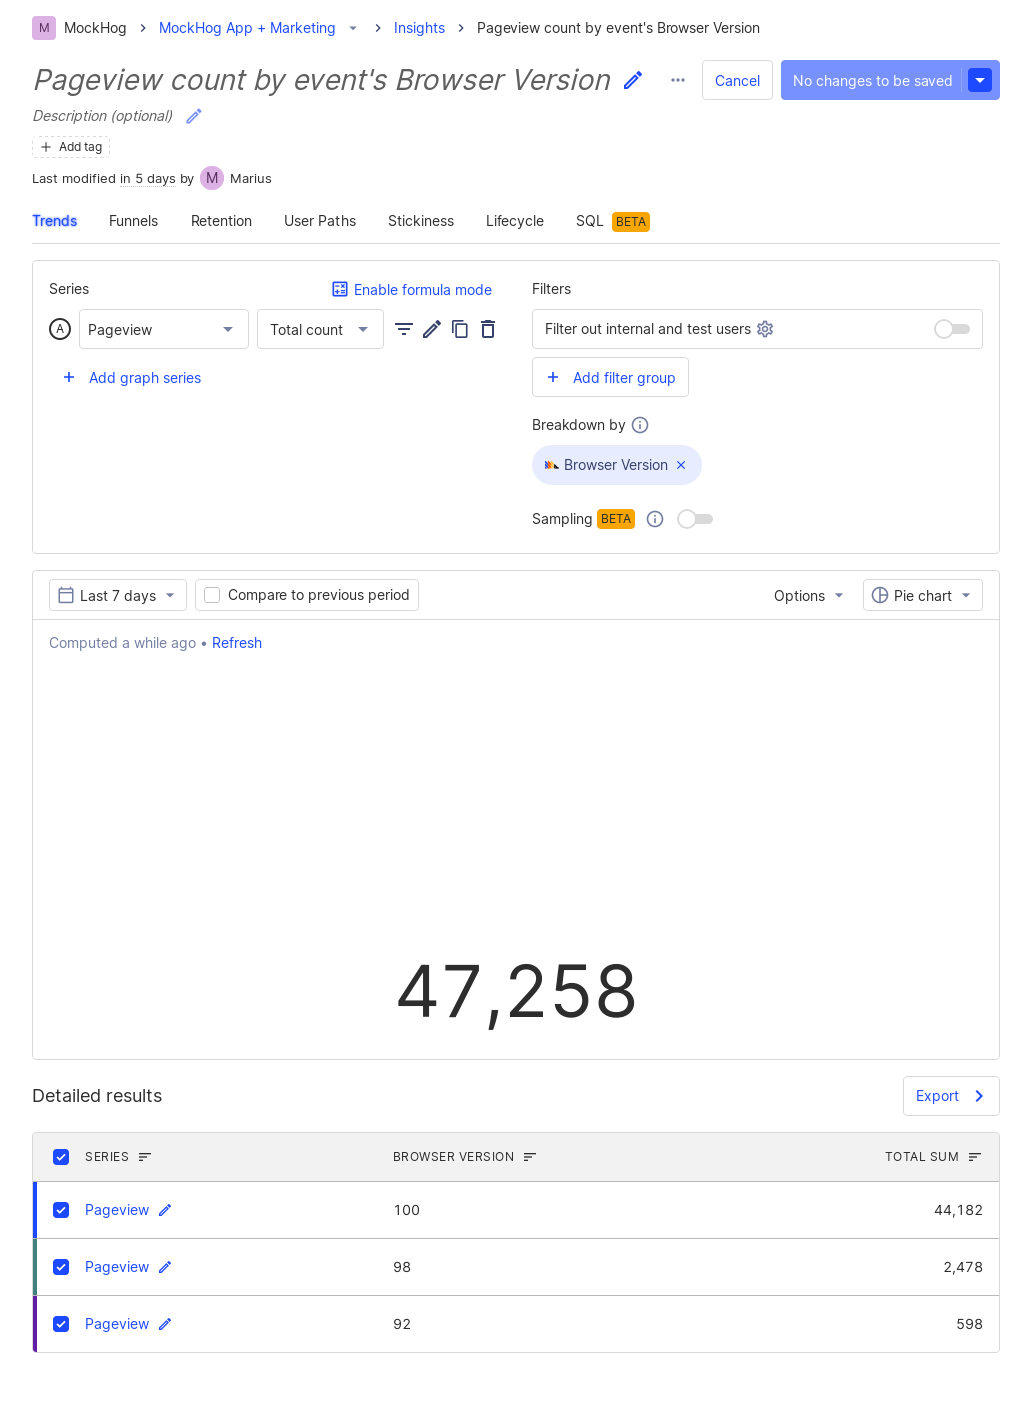 M MockHog MockHog App + Marketing Insights Pageview count by event's Browser Version
Pageview count by event's Browser Version Cancel No changes to be saved
Description (optional)
Add tag
Last modified in 5 days by M Marius
Trends Funnels Retention User Paths Stickiness Lifecycle SQL BETA
Series Enable formula mode
A Pageview Total count
Add graph series
Filters
Filter out internal and test users
Add filter group
Breakdown by
Browser Version
Sampling BETA
Last 7 days Compare to previous period Options Pie chart
Computed a while ago • Refresh
47,258
Detailed results Export
SERIES BROWSER VERSION TOTAL SUM
Pageview 100 44,182
Pageview 98 2,478
Pageview 92 598